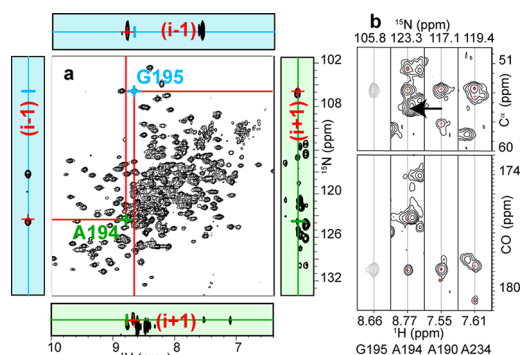 (i-1)
a
G195
(i-1)
A194
(i+1)
(i+1)
102
108
¹⁵N (ppm)
120
126
132
10
9
8
7
b
¹⁵N (ppm)
105.8 123.3 117.1 119.4
51
Cᵅ (ppm)
60
174
CO (ppm)
180
8.66 8.77 7.55 7.61
¹H (ppm)
G195 A194 A190 A234